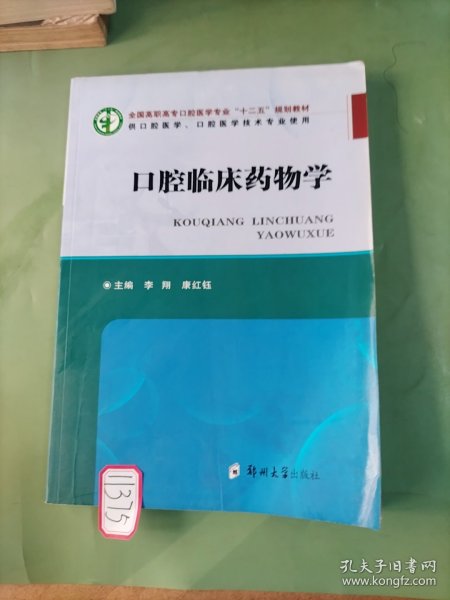 全国高职高专口腔医学专业“十二五”规划教材
供口腔医学、口腔医学技术专业使用
口腔临床药物学
KOUQIANG LINCHUANG
YAOWUXUE
主编 李翔 康红钰
郑州大学出版社
11375
孔夫子旧书网
www.kongfz.com